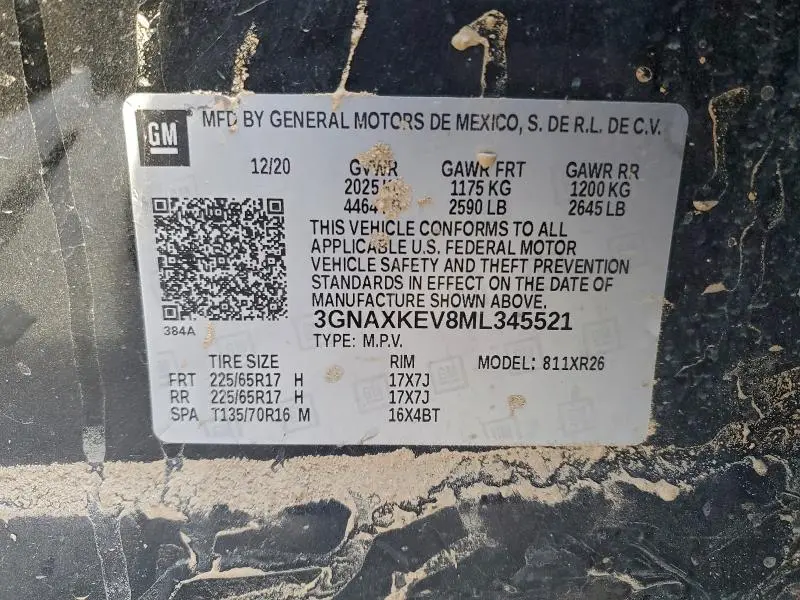 GM MFD BY GENERAL MOTORS DE MEXICO, S. DE R.L. DE C.V.
12/20 GVWR GAWR FRT GAWR RR
2025 1175 KG 1200 KG
4464 2590 LB 2645 LB
THIS VEHICLE CONFORMS TO ALL
APPLICABLE U.S. FEDERAL MOTOR
VEHICLE SAFETY AND THEFT PREVENTION
STANDARDS IN EFFECT ON THE DATE OF
MANUFACTURE SHOWN ABOVE.
3GNAXKEV8ML345521
384A
TYPE: M.P.V.
TIRE SIZE RIM MODEL: 811XR26
FRT 225/65R17 H 17X7J
RR 225/65R17 H 17X7J
SPA T135/70R16 M 16X4BT